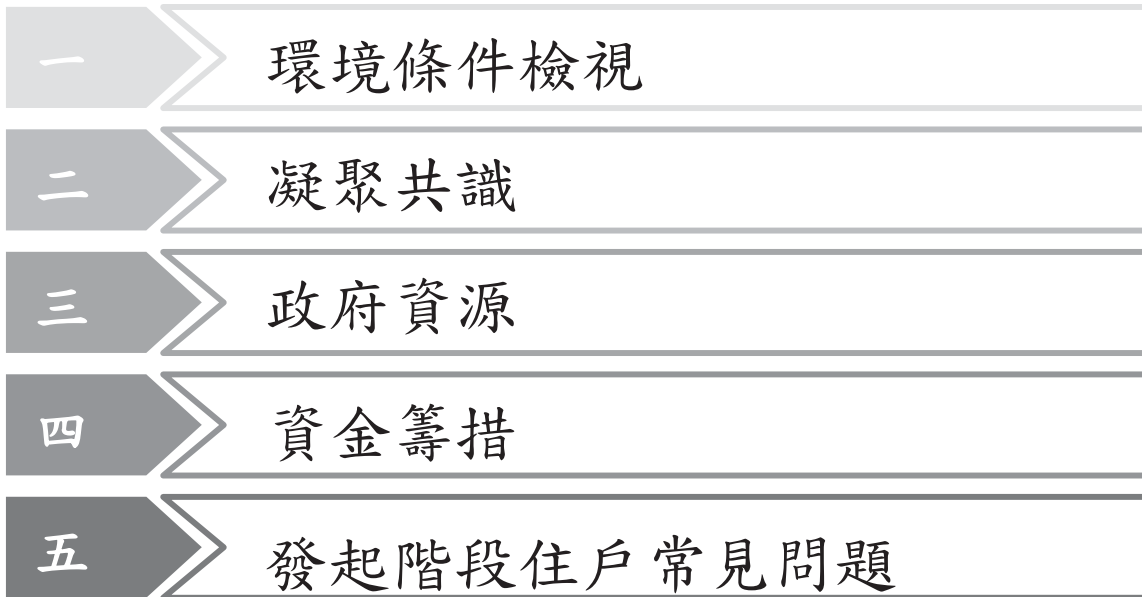 一 環境條件檢視
二 凝聚共識
三 政府資源
四 資金籌措
五 發起階段住戶常見問題